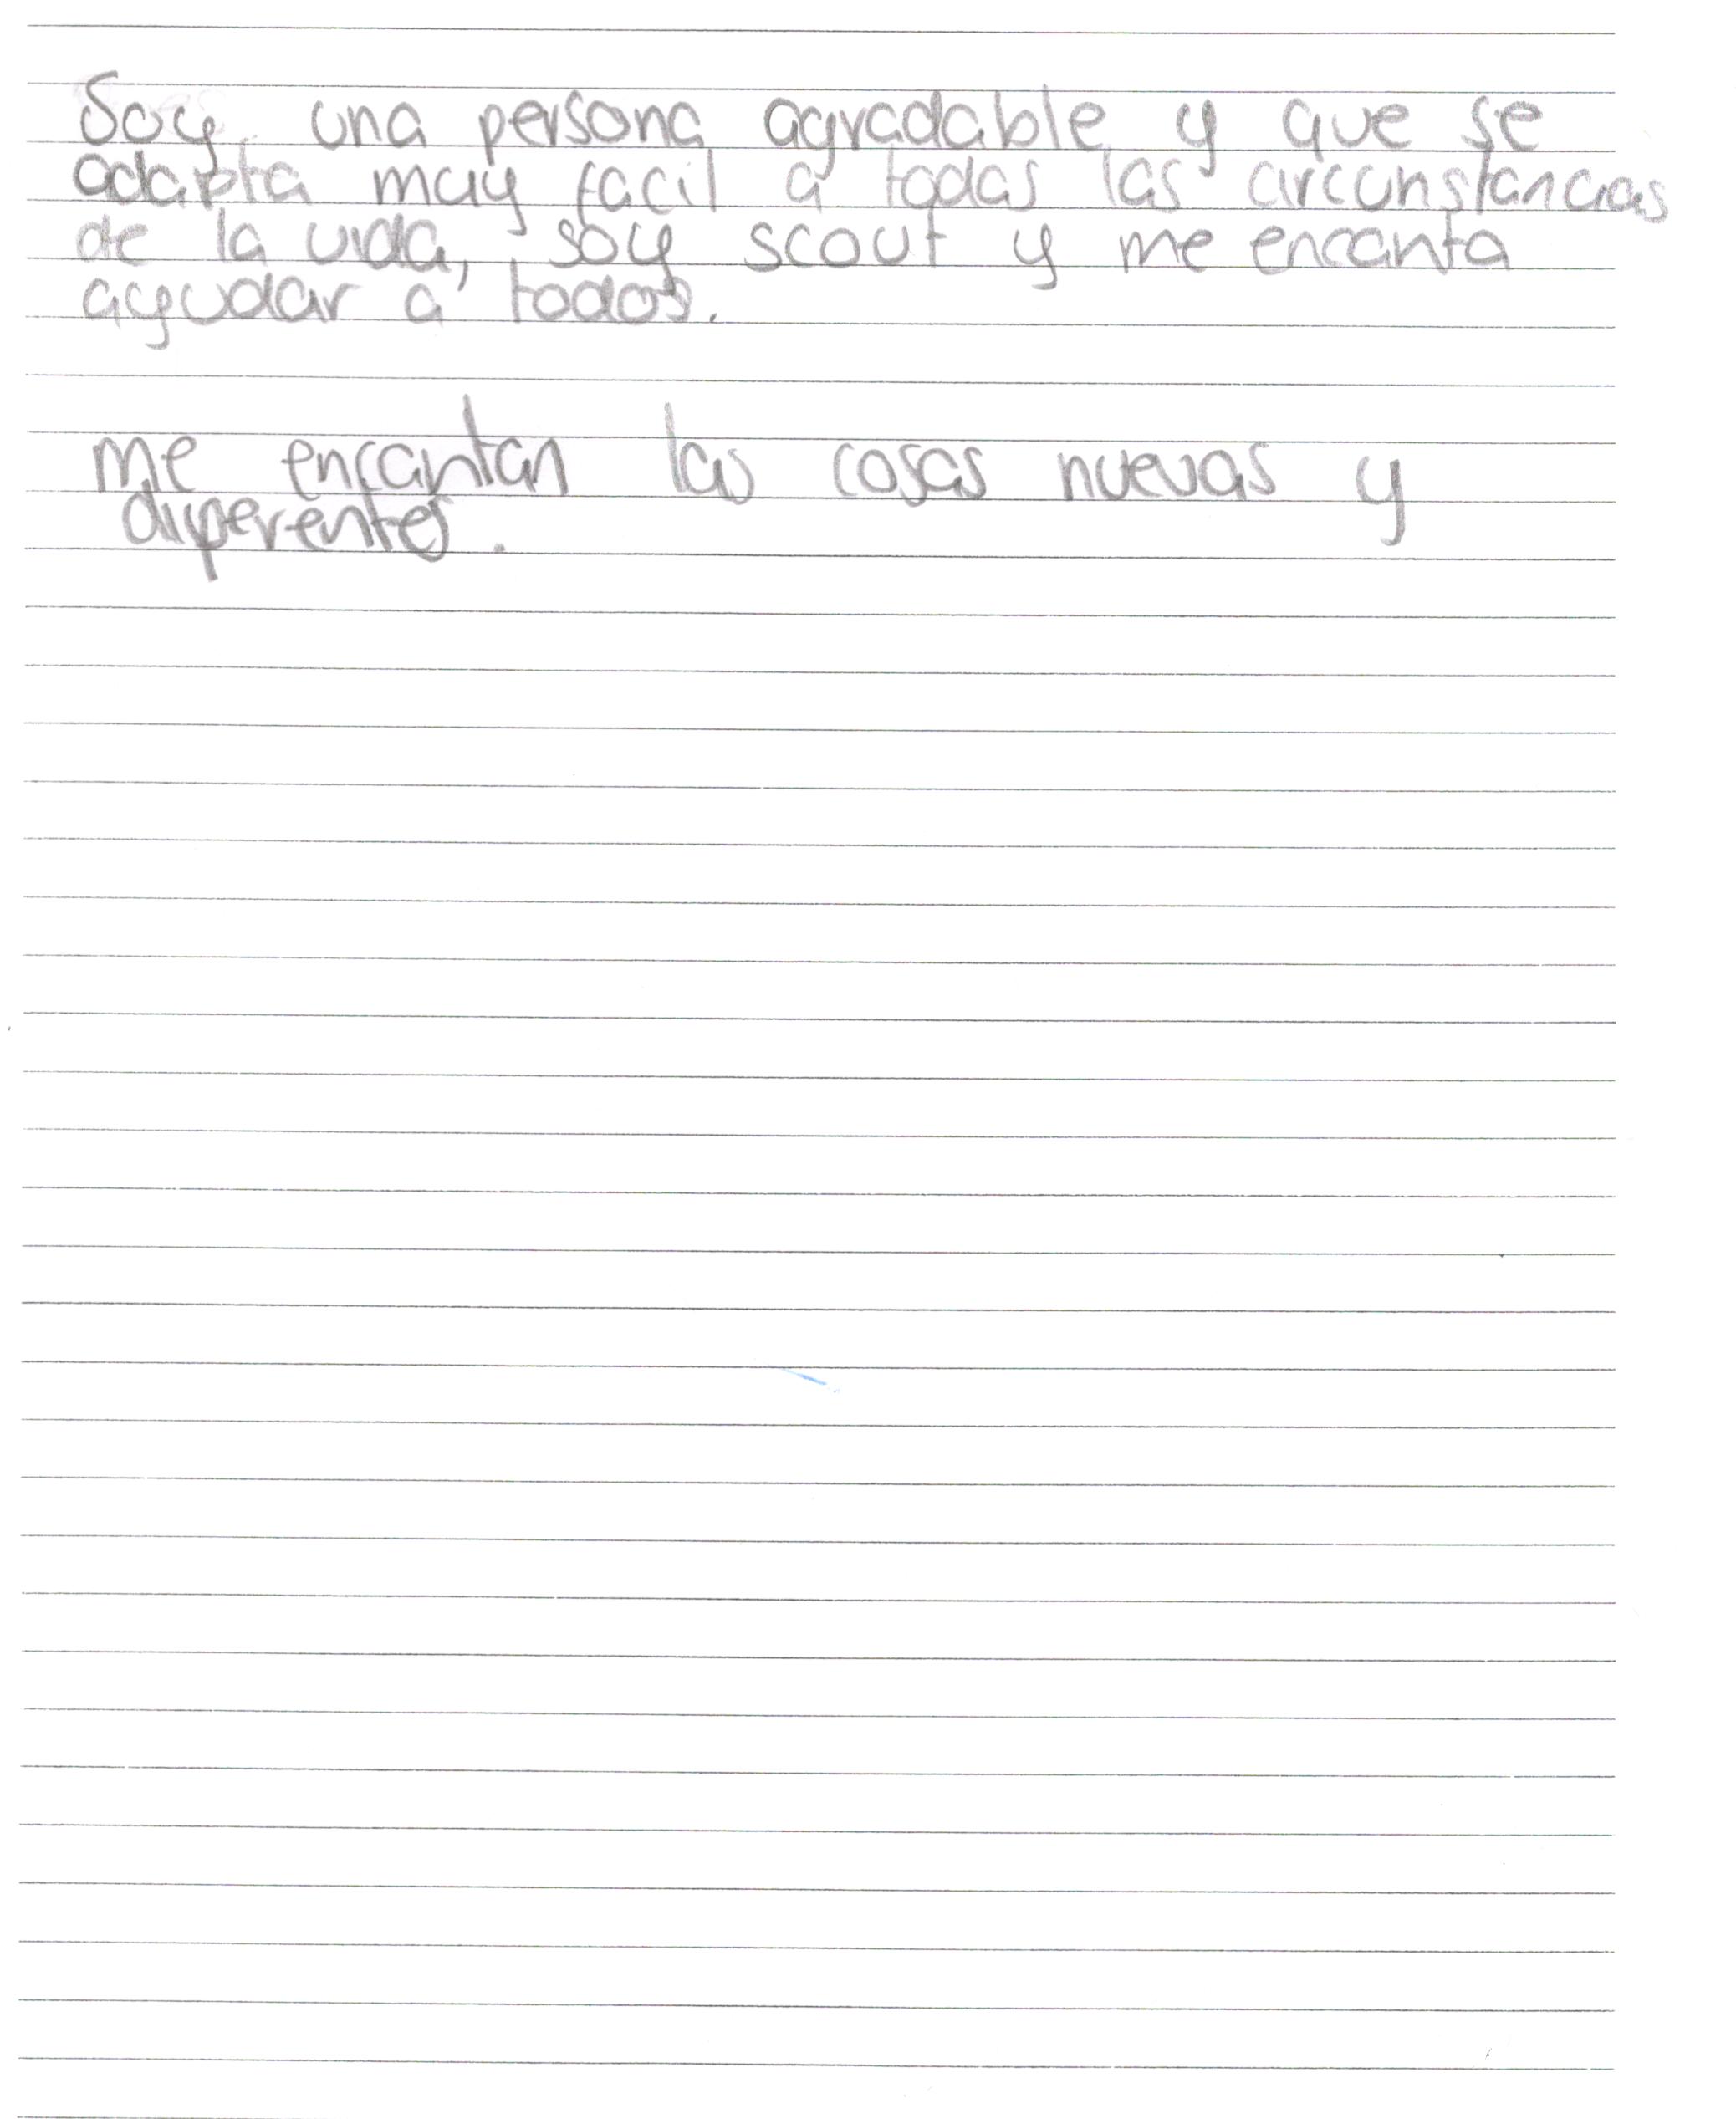 Soy una persona agradable y que se
adapta muy facil a todas las circunstancias
de la vida, soy scout y me encanta
ayudar a todos.
me encantan las cosas nuevas y
diferentes.